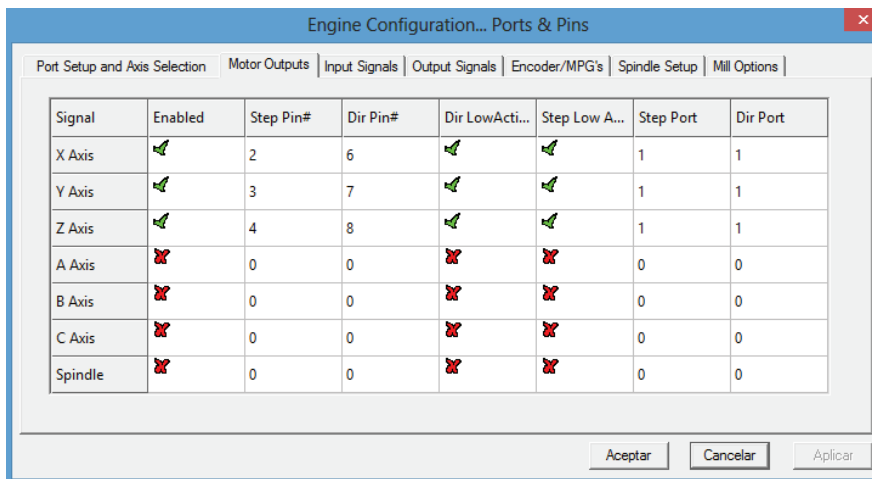 Engine Configuration... Ports & Pins
Port Setup and Axis Selection Motor Outputs Input Signals Output Signals Encoder/MPG's Spindle Setup Mill Options
Signal Enabled Step Pin# Dir Pin# Dir LowActi... Step Low A... Step Port Dir Port
X Axis 2 6 1 1
Y Axis 3 7 1 1
Z Axis 4 8 1 1
A Axis 0 0 0 0
B Axis 0 0 0 0
C Axis 0 0 0 0
Spindle 0 0 0 0
Aceptar Cancelar Aplicar